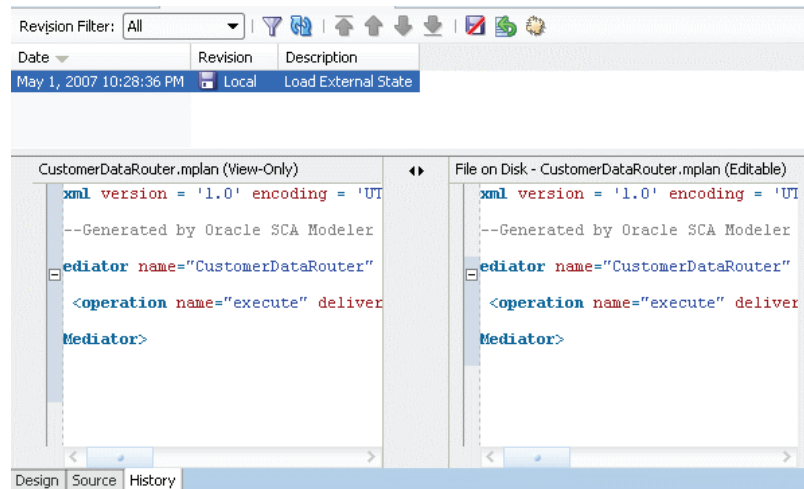 Revision Filter: All
Date Revision Description
May 1, 2007 10:28:36 PM Local Load External State
CustomerDataRouter.mplan (View-Only)
xml version = '1.0' encoding = 'UT
--Generated by Oracle SCA Modeler
ediator name="CustomerDataRouter"
<operation name="execute" deliver
Mediator>
File on Disk - CustomerDataRouter.mplan (Editable)
xml version = '1.0' encoding = 'UT
--Generated by Oracle SCA Modeler
ediator name="CustomerDataRouter"
<operation name="execute" deliver
Mediator>
Design Source History